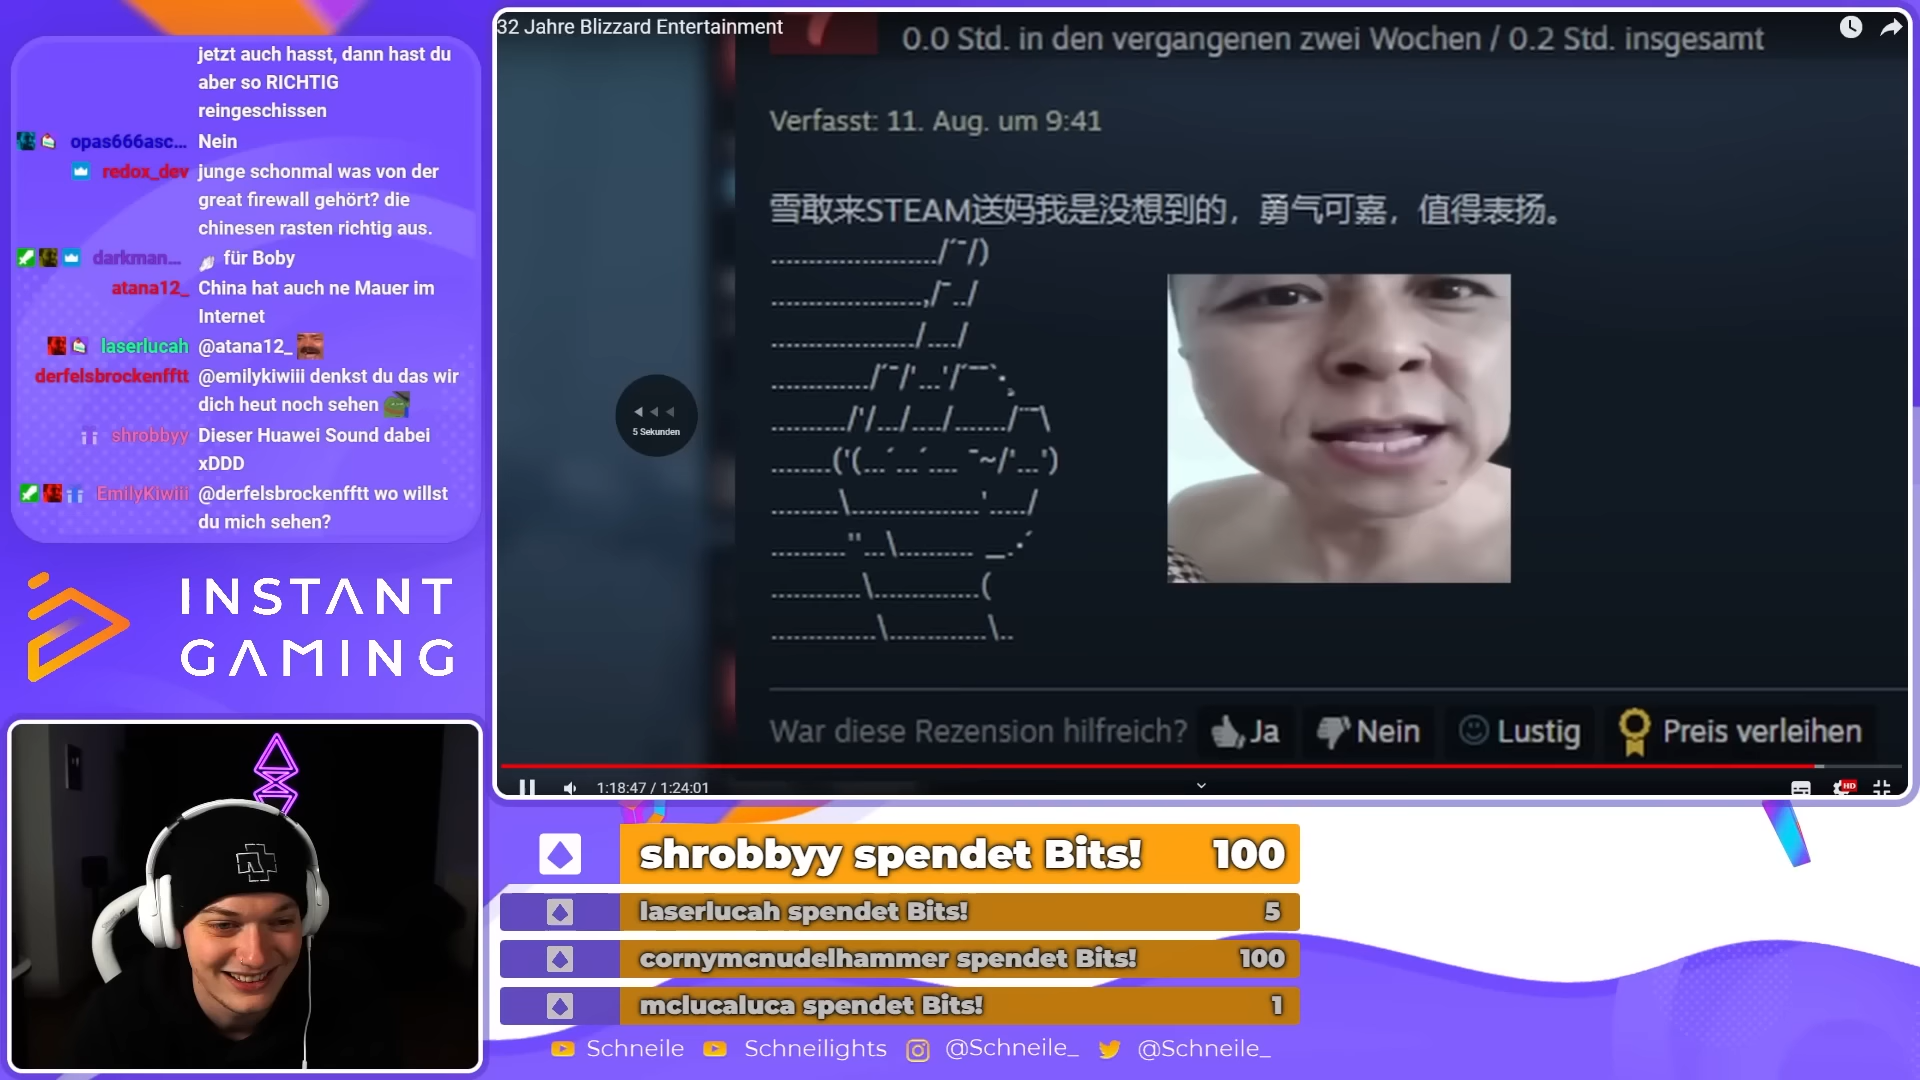 jetzt auch hasst, dann hast du
aber so RICHTIG
reingeschissen
opas666asc... Nein
redox_dev junge schonmal was von der
great firewall gehört? die
chinesen rasten richtig aus.
darkman... für Boby
atana12_ China hat auch ne Mauer im
Internet
laserlucah @atana12_
derfelsbrockenfftt @emilykiwiii denkst du das wir
dich heut noch sehen
shrobbyy Dieser Huawei Sound dabei
xDDD
EmilyKiwiii @derfelsbrockenfftt wo willst
du mich sehen?
INSTANT
GAMING
32 Jahre Blizzard Entertainment
0.0 Std. in den vergangenen zwei Wochen / 0.2 Std. insgesamt
Verfasst: 11. Aug. um 9:41
雪敢来STEAM送妈我是没想到的，勇气可嘉，值得表扬。
5 Sekunden
War diese Rezension hilfreich? Ja Nein Lustig Preis verleihen
1:18:47 / 1:24:01
HD
shrobbyy spendet Bits! 100
laserlucah spendet Bits! 5
cornymcnudelhammer spendet Bits! 100
mclucaluca spendet Bits! 1
Schneile Schneilights @Schneile_ @Schneile_